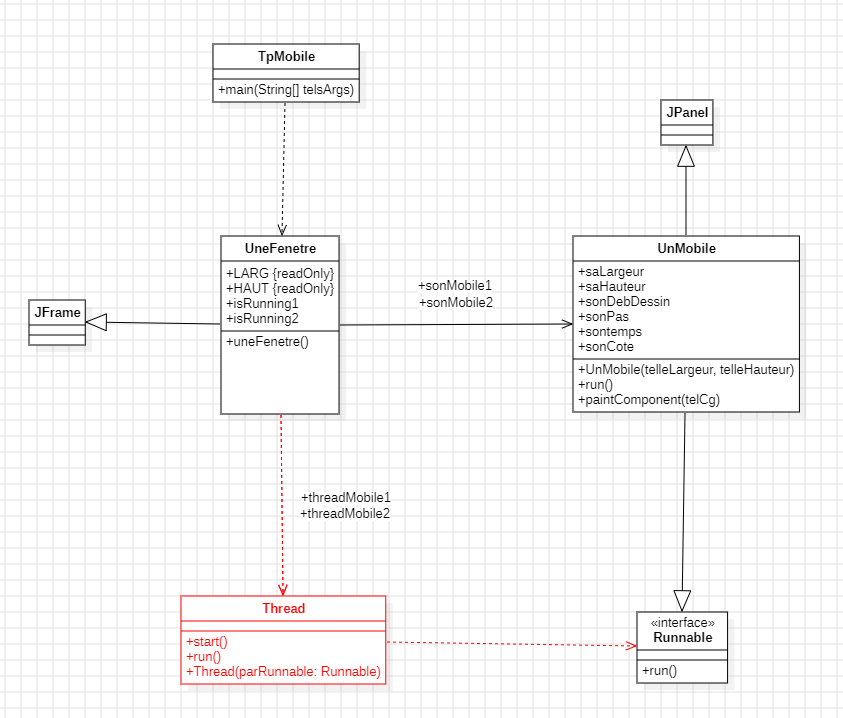 TpMobile
+main(String[] telsArgs)
JPanel
UneFenetre
+LARG {readOnly}
+HAUT {readOnly}
+isRunning1
+isRunning2
+uneFenetre()
JFrame
+sonMobile1
+sonMobile2
UnMobile
+saLargeur
+saHauteur
+sonDebDessin
+sonPas
+sontemps
+sonCote
+UnMobile(telleLargeur, telleHauteur)
+run()
+paintComponent(telCg)
+threadMobile1
+threadMobile2
Thread
+start()
+run()
+Thread(parRunnable: Runnable)
«interface»
Runnable
+run()